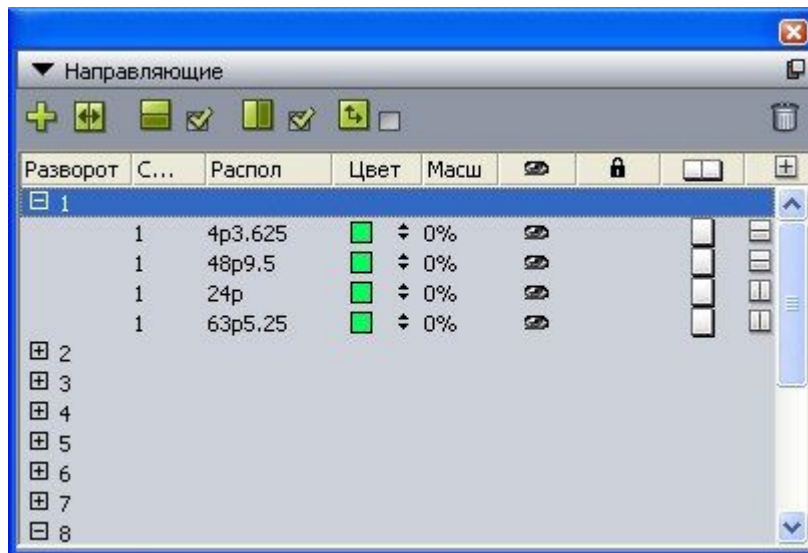 Направляющие
Разворот С... Распол Цвет Масш
1
1 4p3.625 0%
1 48p9.5 0%
1 24p 0%
1 63p5.25 0%
2
3
4
5
6
7
8